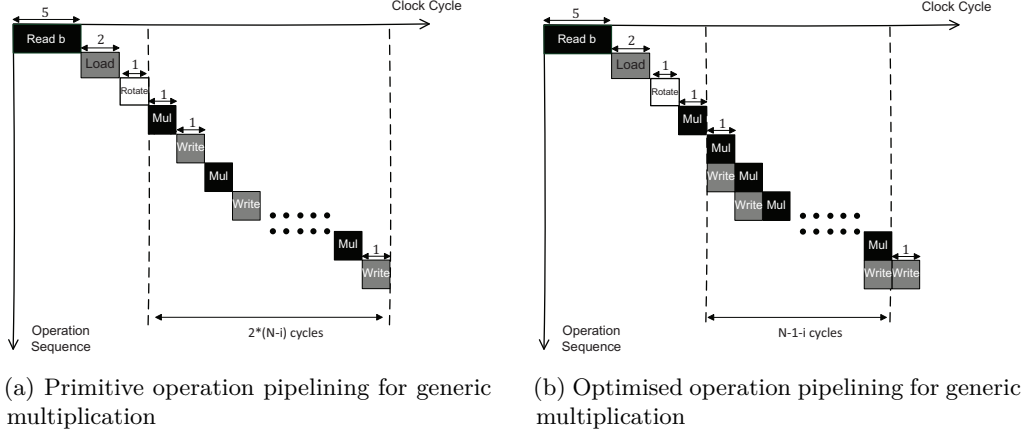 Clock Cycle
5
Read b
2
Load
1
Rotate
1
Mul
1
Write
Mul
Write
Mul
1
Write
2*(N-i) cycles
Operation
Sequence
(a) Primitive operation pipelining for generic
multiplication
Clock Cycle
5
Read b
2
Load
1
Rotate
1
Mul
1
Mul
Write Mul
Write Mul
Mul
1
Write Write
N-1-i cycles
Operation
Sequence
(b) Optimised operation pipelining for generic
multiplication